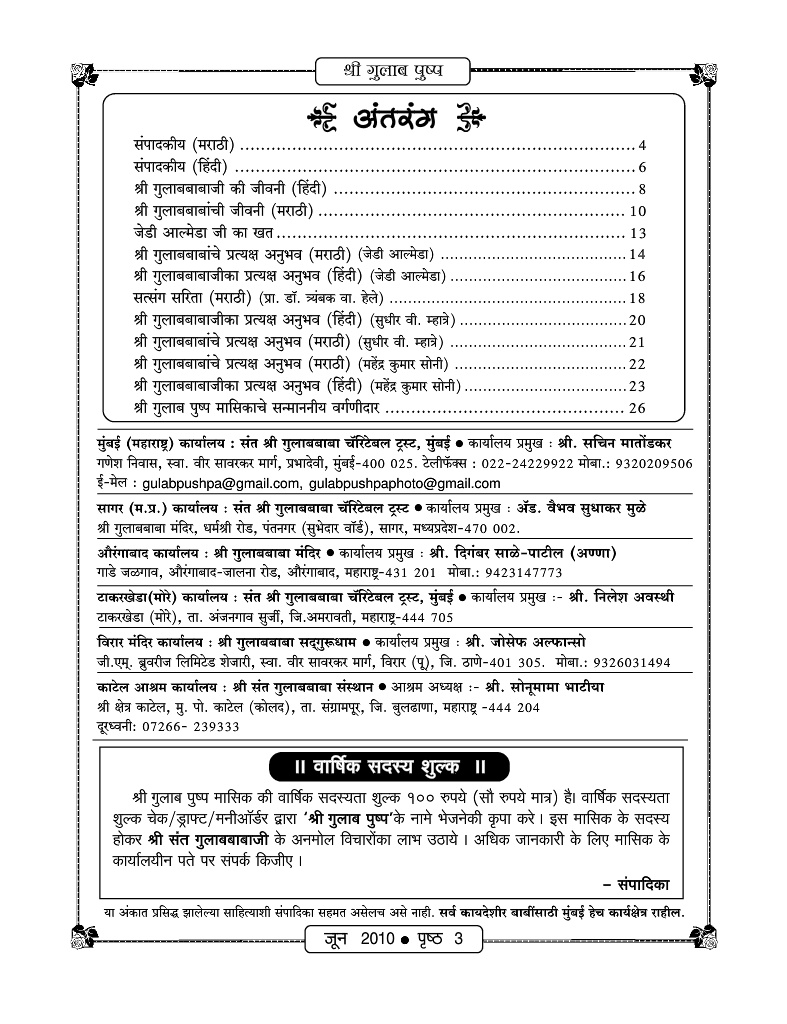 श्री गुलाब पुष्प
अंतरंग
संपादकीय (मराठी) .......................................................................... 4
संपादकीय (हिंदी) .......................................................................... 6
श्री गुलाबबाबाजी की जीवनी (हिंदी) ......................................................... 8
श्री गुलाबबाबांची जीवनी (मराठी) ........................................................... 10
जेडी आल्मेडा जी का खत ................................................................... 13
श्री गुलाबबाबांचे प्रत्यक्ष अनुभव (मराठी) (जेडी आल्मेडा) ................................... 14
श्री गुलाबबाबाजीका प्रत्यक्ष अनुभव (हिंदी) (जेडी आल्मेडा) .................................. 16
सत्संग सरिता (मराठी) (प्रा. डॉ. त्र्यंबक वा. हेले) ............................................. 18
श्री गुलाबबाबाजीका प्रत्यक्ष अनुभव (हिंदी) (सुधीर वी. म्हात्रे) ................................ 20
श्री गुलाबबाबांचे प्रत्यक्ष अनुभव (मराठी) (सुधीर वी. म्हात्रे) ................................... 21
श्री गुलाबबाबांचे प्रत्यक्ष अनुभव (मराठी) (महेंद्र कुमार सोनी) ................................. 22
श्री गुलाबबाबाजीका प्रत्यक्ष अनुभव (हिंदी) (महेंद्र कुमार सोनी) ............................... 23
श्री गुलाब पुष्प मासिकाचे सन्माननीय वर्गणीदार .............................................. 26
मुंबई (महाराष्ट्र) कार्यालय : संत श्री गुलाबबाबा चॅरिटेबल ट्रस्ट, मुंबई ● कार्यालय प्रमुख : श्री. सचिन मातोंडकर
गणेश निवास, स्वा. वीर सावरकर मार्ग, प्रभादेवी, मुंबई-400 025. टेलीफॅक्स : 022-24229922 मोबा.: 9320209506
ई-मेल : gulabpushpa@gmail.com, gulabpushpaphoto@gmail.com
सागर (म.प्र.) कार्यालय : संत श्री गुलाबबाबा चॅरिटेबल ट्रस्ट ● कार्यालय प्रमुख : ॲड. वैभव सुधाकर मुळे
श्री गुलाबबाबा मंदिर, धर्मश्री रोड, पंतनगर (सुभेदार वॉर्ड), सागर, मध्यप्रदेश-470 002.
औरंगाबाद कार्यालय : श्री गुलाबबाबा मंदिर ● कार्यालय प्रमुख : श्री. दिगंबर साळे-पाटील (अण्णा)
गाडे जळगाव, औरंगाबाद-जालना रोड, औरंगाबाद, महाराष्ट्र-431 201 मोबा.: 9423147773
टाकरखेडा(मोरे) कार्यालय : संत श्री गुलाबबाबा चॅरिटेबल ट्रस्ट, मुंबई ● कार्यालय प्रमुख :- श्री. निलेश अवस्थी
टाकरखेडा (मोरे), ता. अंजनगाव सुर्जी, जि.अमरावती, महाराष्ट्र-444 705
विरार मंदिर कार्यालय : श्री गुलाबबाबा सद्‌गुरूधाम ● कार्यालय प्रमुख : श्री. जोसेफ अल्फान्सो
जी.एम्. ब्रुवरीज लिमिटेड शेजारी, स्वा. वीर सावरकर मार्ग, विरार (पू), जि. ठाणे-401 305. मोबा.: 9326031494
काटेल आश्रम कार्यालय : श्री संत गुलाबबाबा संस्थान ● आश्रम अध्यक्ष :- श्री. सोनूमामा भाटीया
श्री क्षेत्र काटेल, मु. पो. काटेल (कोलद), ता. संग्रामपूर, जि. बुलढाणा, महाराष्ट्र -444 204
दूरध्वनी: 07266- 239333
॥ वार्षिक सदस्य शुल्क ॥
श्री गुलाब पुष्प मासिक की वार्षिक सदस्यता शुल्क १०० रुपये (सौ रुपये मात्र) है। वार्षिक सदस्यता
शुल्क चेक/ड्राफ्ट/मनीऑर्डर द्वारा ‘श्री गुलाब पुष्प’के नामे भेजनेकी कृपा करे । इस मासिक के सदस्य
होकर श्री संत गुलाबबाबाजी के अनमोल विचारोंका लाभ उठाये । अधिक जानकारी के लिए मासिक के
कार्यालयीन पते पर संपर्क किजीए ।
– संपादिका
या अंकात प्रसिद्ध झालेल्या साहित्याशी संपादिका सहमत असेलच असे नाही. सर्व कायदेशीर बाबींसाठी मुंबई हेच कार्यक्षेत्र राहील.
जून 2010 ● पृष्ठ 3